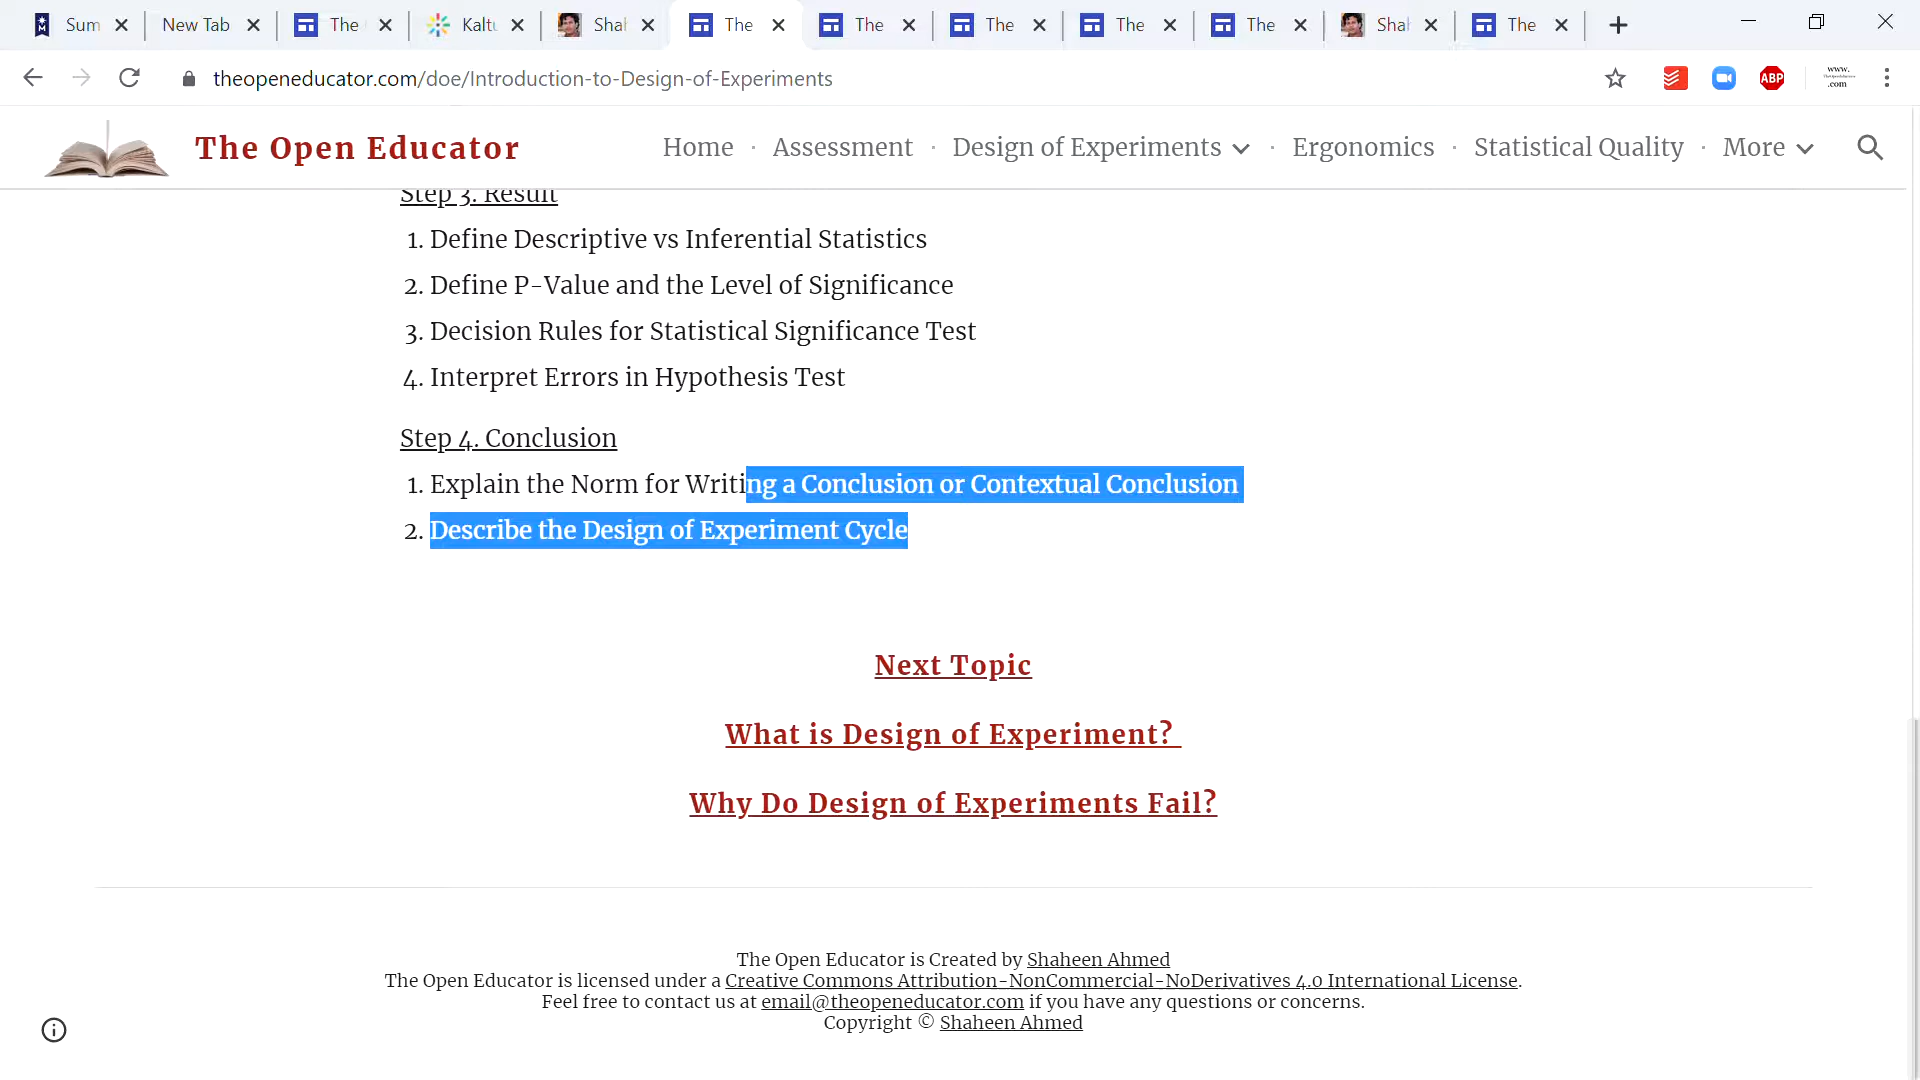 Sum
New Tab
The
Kaltu
Shah
The
The
The
The
The
Shah
The
theopeneducator.com/doe/Introduction-to-Design-of-Experiments
ABP
www.
.com
The Open Educator
Home · Assessment · Design of Experiments · Ergonomics · Statistical Quality · More
Step 3. Result
1. Define Descriptive vs Inferential Statistics
2. Define P-Value and the Level of Significance
3. Decision Rules for Statistical Significance Test
4. Interpret Errors in Hypothesis Test
Step 4. Conclusion
1. Explain the Norm for Writing a Conclusion or Contextual Conclusion
2. Describe the Design of Experiment Cycle
Next Topic
What is Design of Experiment?
Why Do Design of Experiments Fail?
The Open Educator is Created by Shaheen Ahmed
The Open Educator is licensed under a Creative Commons Attribution-NonCommercial-NoDerivatives 4.0 International License.
Feel free to contact us at email@theopeneducator.com if you have any questions or concerns.
Copyright © Shaheen Ahmed